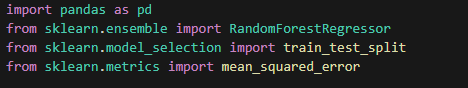 import pandas as pd
from sklearn.ensemble import RandomForestRegressor
from sklearn.model_selection import train_test_split
from sklearn.metrics import mean_squared_error